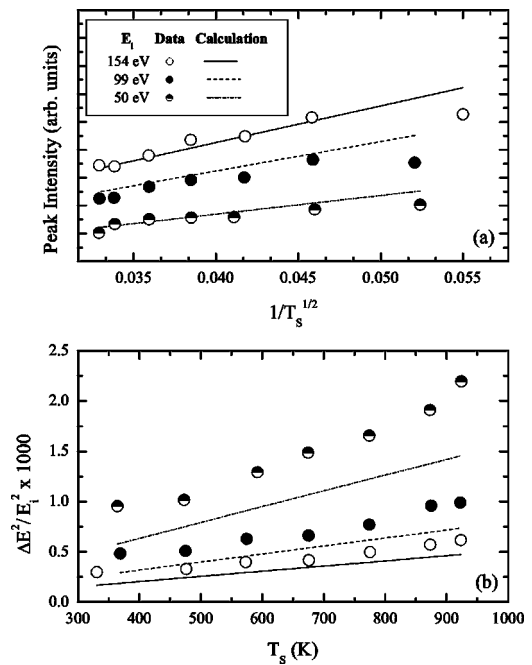 Peak Intensity (arb. units)
E_i Data Calculation
154 eV
99 eV
50 eV
(a)
0.035 0.040 0.045 0.050 0.055
1/T_S^1/2
ΔE²/E_i² x 1000
2.5
2.0
1.5
1.0
0.5
0.0
(b)
300 400 500 600 700 800 900 1000
T_S (K)